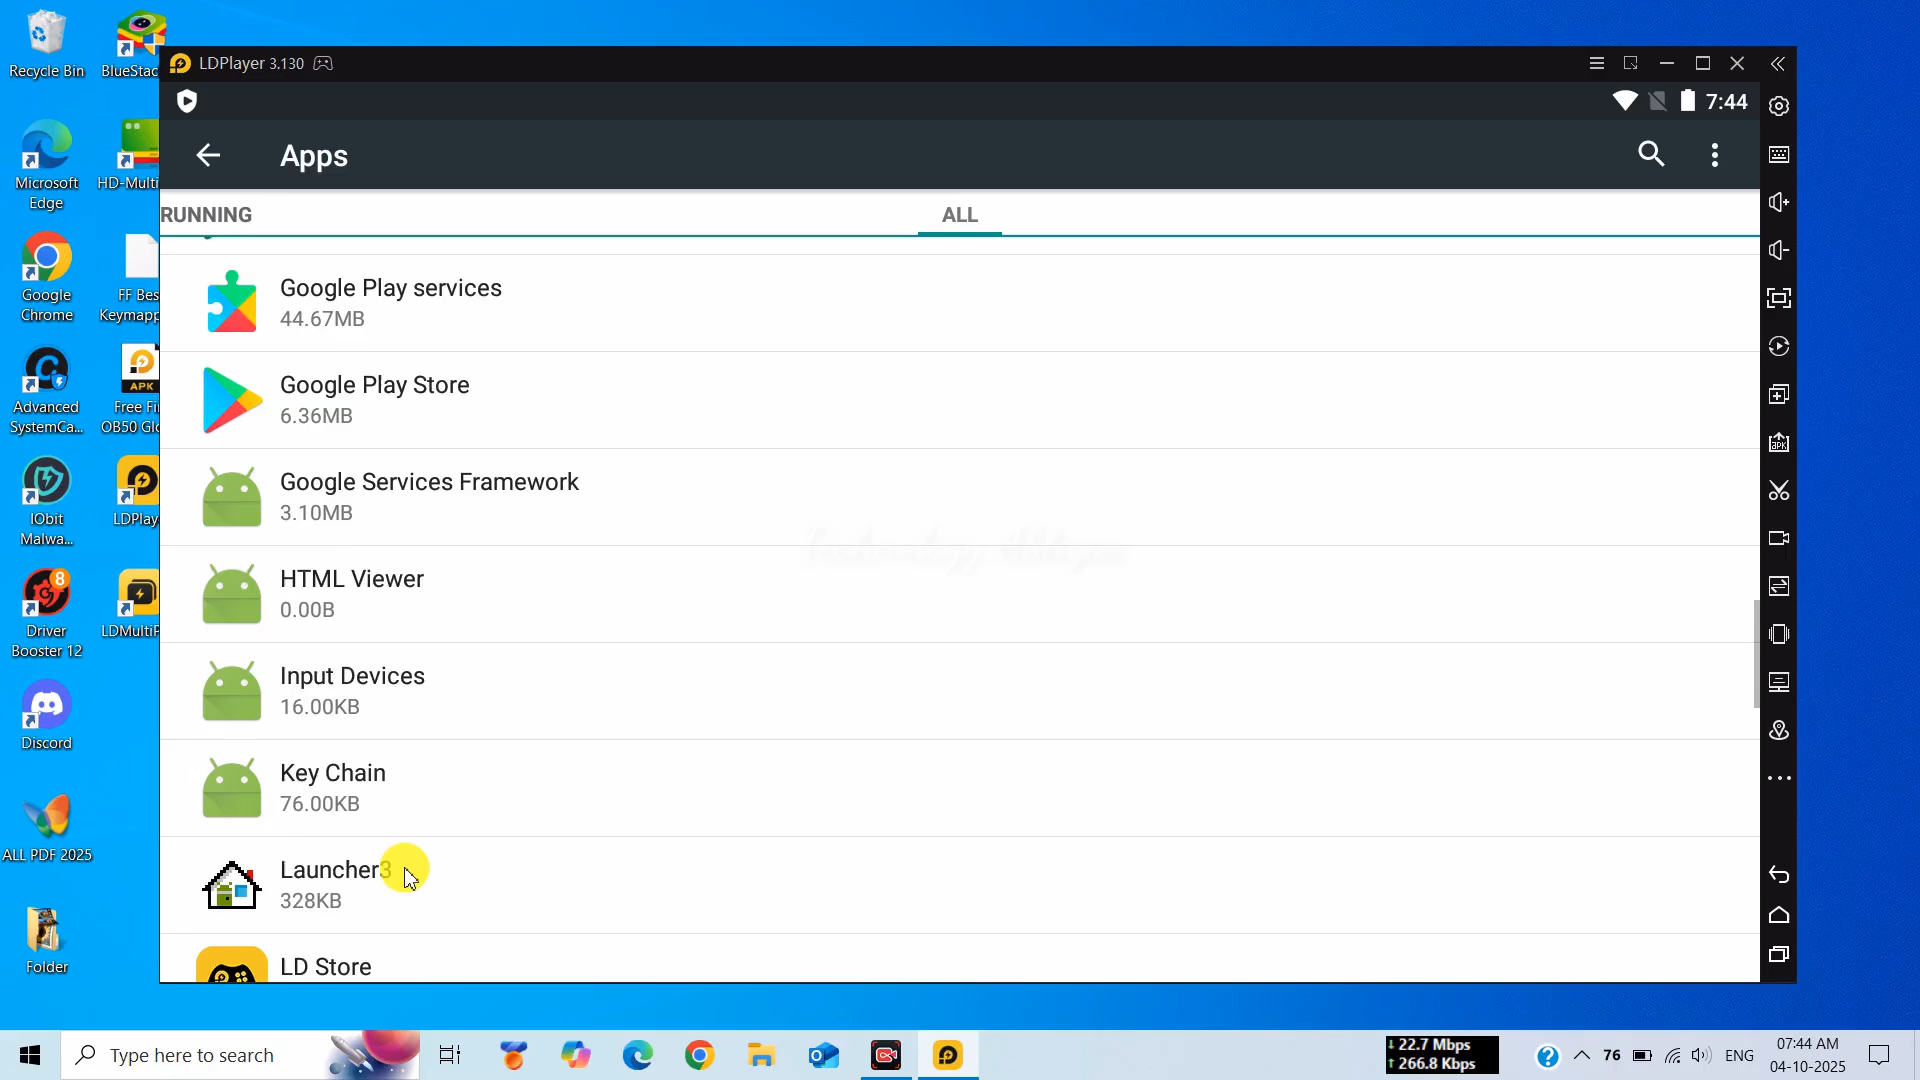 Recycle Bin
BlueStac
Microsoft
Edge
HD-Multi
Google
Chrome
FF Bes
Keymapp
Advanced
SystemCa...
APK
Free Fi
OB50 Glo
IObit
Malwa...
LDPlay
8
Driver
Booster 12
LDMultiP
Discord
ALL PDF 2025
Folder
LDPlayer 3.130
7:44
Apps
RUNNING
ALL
Google Play services
44.67MB
Google Play Store
6.36MB
Google Services Framework
3.10MB
HTML Viewer
0.00B
Input Devices
16.00KB
Key Chain
76.00KB
Launcher3
328KB
LD Store
APK
Type here to search
↓ 22.7 Mbps
↑ 266.8 Kbps
76
ENG
07:44 AM
04-10-2025